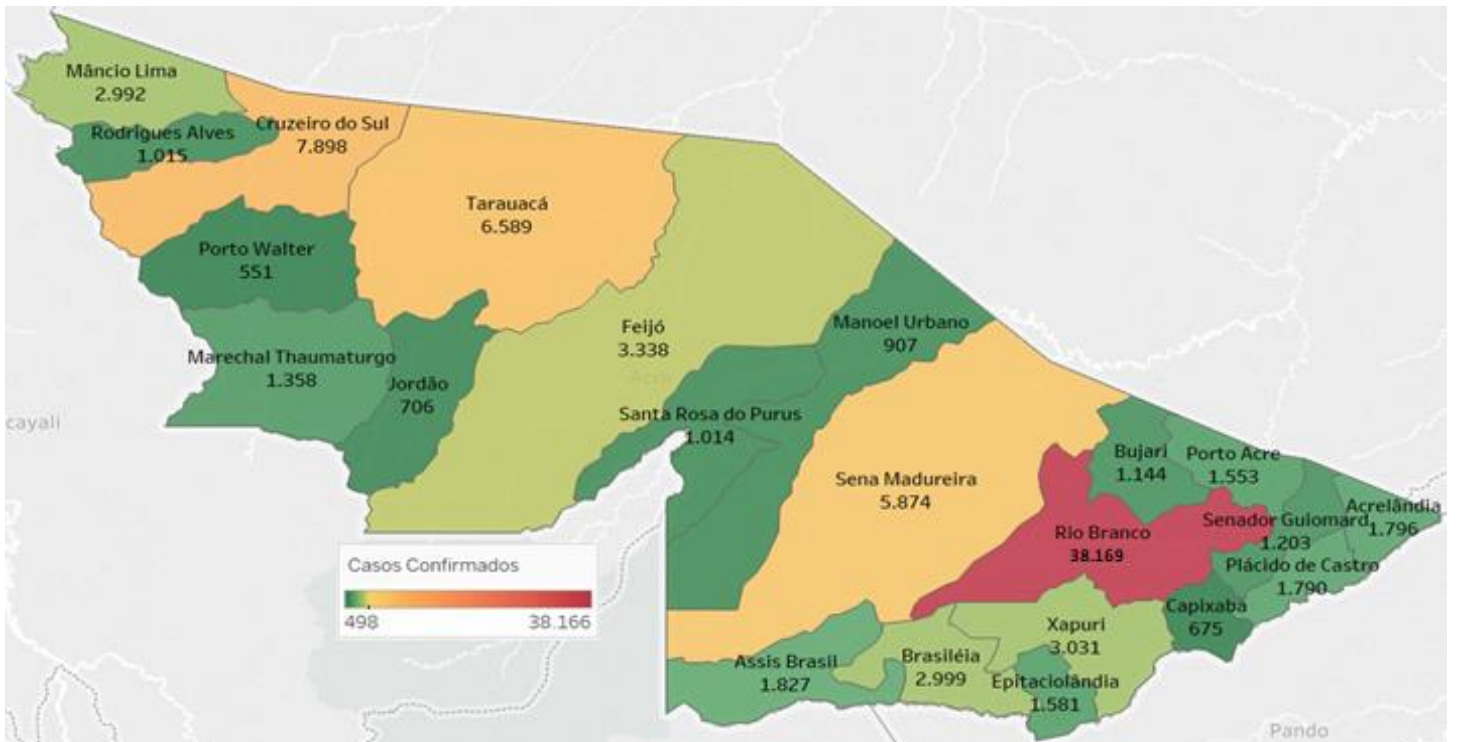 Mâncio Lima
2.992
Rodrigues Alves
1.015
Cruzeiro do Sul
7.898
Tarauacá
6.589
Porto Walter
551
Marechal Thaumaturgo
1.358
Jordão
706
Feijó
3.338
Acre
Manoel Urbano
907
Santa Rosa do Purus
1.014
cayali
Sena Madureira
5.874
Bujari
1.144
Porto Acre
1.553
Rio Branco
38.169
Senador Guiomard
1.203
Acrelândia
1.796
Plácido de Castro
1.790
Capixaba
675
Xapuri
3.031
Assis Brasil
1.827
Brasiléia
2.999
Epitaciolândia
1.581
Casos Confirmados
498 38.166
Pando